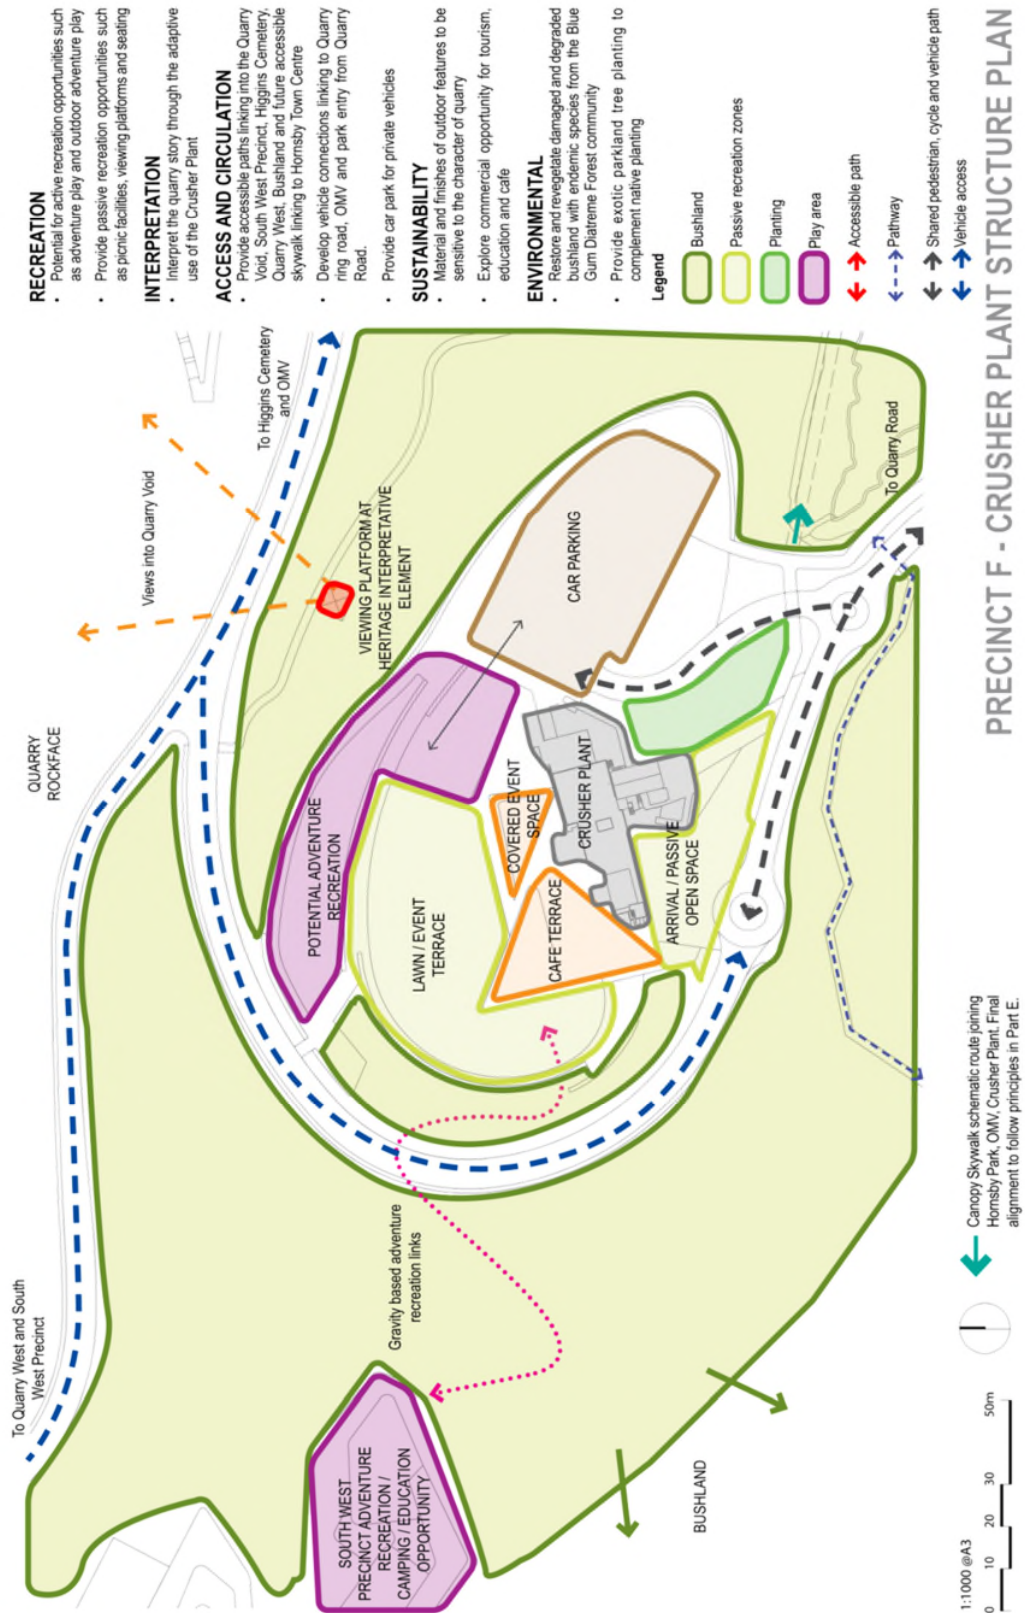 RECREATION
• Potential for active recreation opportunities such
as adventure play and outdoor adventure play
• Provide passive recreation opportunities such
as picnic facilities, viewing platforms and seating
INTERPRETATION
• Interpret the quarry story through the adaptive
use of the Crusher Plant
ACCESS AND CIRCULATION
• Provide accessible paths linking into the Quarry
Void, South West Precinct, Higgins Cemetery,
Quarry West, Bushland and future accessible
skywalk linking to Hornsby Town Centre
• Develop vehicle connections linking to Quarry
ring road, OMV and park entry from Quarry
Road.
• Provide car park for private vehicles
SUSTAINABILITY
• Material and finishes of outdoor features to be
sensitive to the character of quarry
• Explore commercial opportunity for tourism,
education and cafe
ENVIRONMENTAL
• Restore and revegetate damaged and degraded
bushland with endemic species from the Blue
Gum Diatreme Forest community
• Provide exotic parkland tree planting to
complement native planting
Legend
Bushland
Passive recreation zones
Planting
Play area
Accessible path
Pathway
Shared pedestrian, cycle and vehicle path
Vehicle access
To Quarry West and South
West Precinct
QUARRY
ROCKFACE
Views into Quarry Void
To Higgins Cemetery
and OMV
VIEWING PLATFORM AT
HERITAGE INTERPRETATIVE
ELEMENT
POTENTIAL ADVENTURE
RECREATION
LAWN / EVENT
TERRACE
COVERED EVENT
SPACE
CAFE TERRACE
CRUSHER PLANT
CAR PARKING
ARRIVAL / PASSIVE
OPEN SPACE
To Quarry Road
Gravity based adventure
recreation links
SOUTH WEST
PRECINCT ADVENTURE
RECREATION /
CAMPING / EDUCATION
OPPORTUNITY
BUSHLAND
1:1000 @A3
0 10 20 30 50m
Canopy Skywalk schematic route joining
Hornsby Park, OMV, Crusher Plant. Final
alignment to follow principles in Part E.
PRECINCT F - CRUSHER PLANT STRUCTURE PLAN